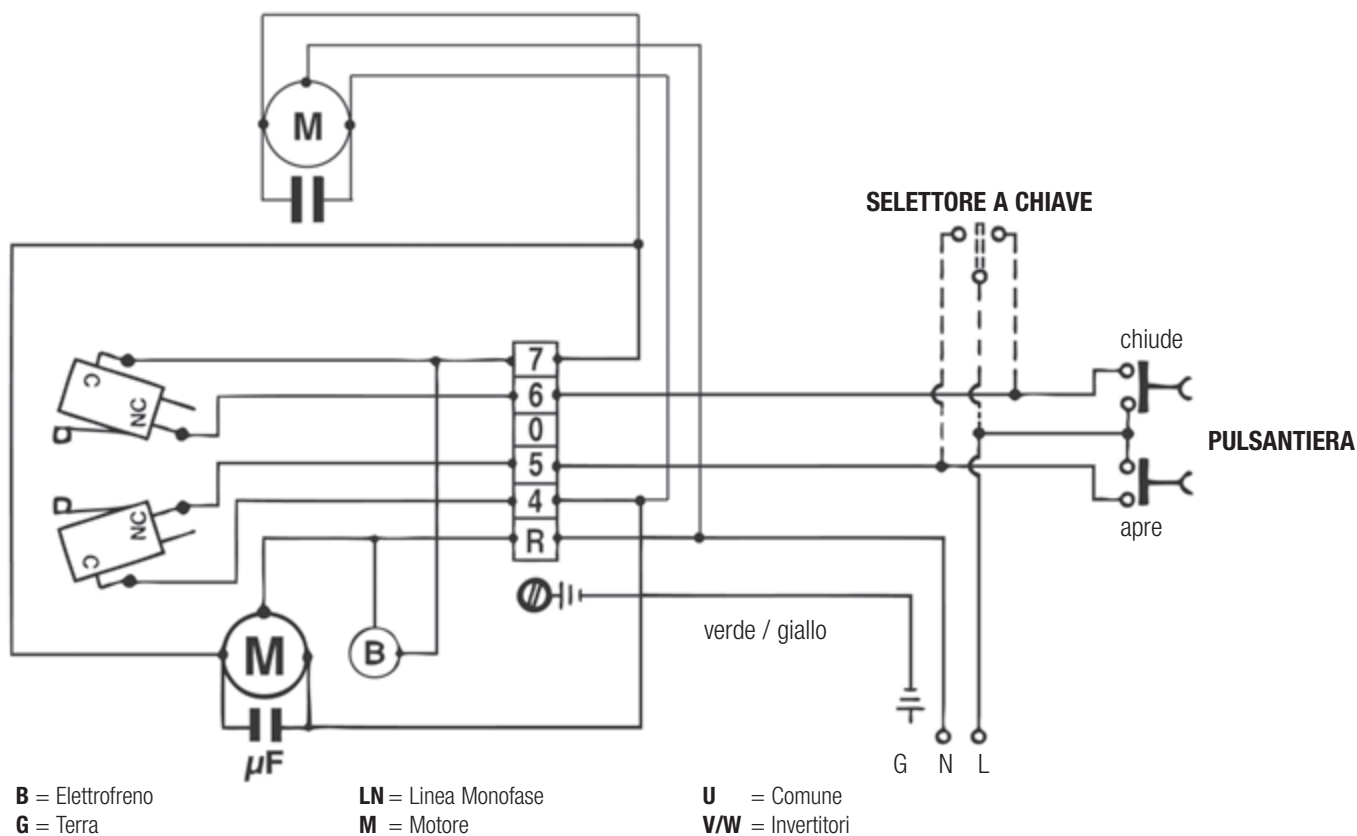 M
SELETTORE A CHIAVE
chiude
7
C
NC
6
0
PULSANTIERA
5
4
NC
C
R
apre
verde / giallo
M
B
µF
G N L
B = Elettrofreno LN = Linea Monofase U = Comune
G = Terra M = Motore V/W = Invertitori